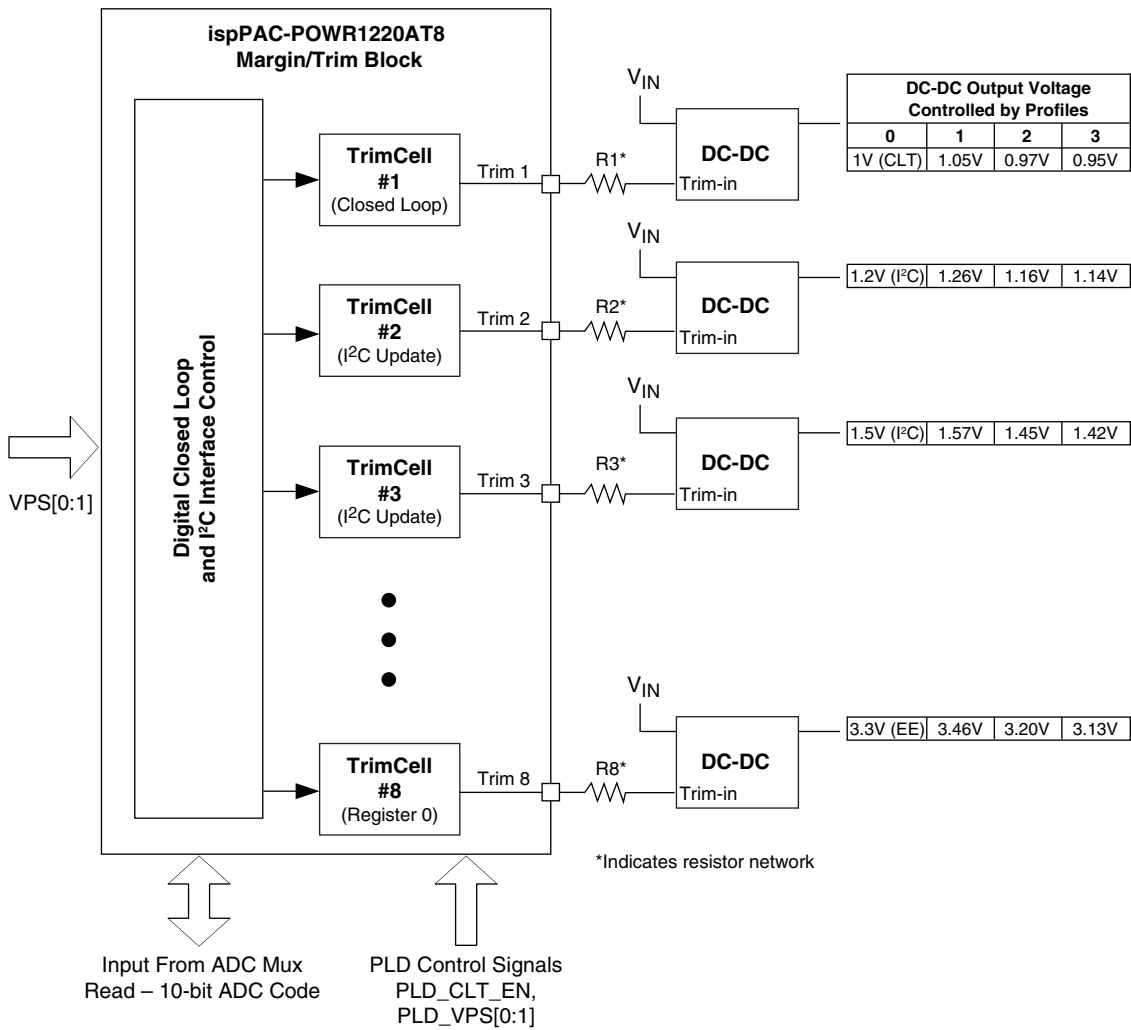 ispPAC-POWR1220AT8
Margin/Trim Block
Digital Closed Loop
and I²C Interface Control
VPS[0:1]
TrimCell
#1
(Closed Loop)
Trim 1
R1*
VIN
DC-DC
Trim-in
DC-DC Output Voltage
Controlled by Profiles
0 1 2 3
1V (CLT) 1.05V 0.97V 0.95V
TrimCell
#2
(I²C Update)
Trim 2
R2*
VIN
DC-DC
Trim-in
1.2V (I²C) 1.26V 1.16V 1.14V
TrimCell
#3
(I²C Update)
Trim 3
R3*
VIN
DC-DC
Trim-in
1.5V (I²C) 1.57V 1.45V 1.42V
TrimCell
#8
(Register 0)
Trim 8
R8*
VIN
DC-DC
Trim-in
3.3V (EE) 3.46V 3.20V 3.13V
*Indicates resistor network
Input From ADC Mux
Read – 10-bit ADC Code
PLD Control Signals
PLD_CLT_EN,
PLD_VPS[0:1]